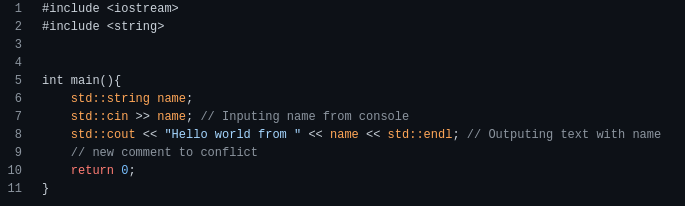 1 #include <iostream>
2 #include <string>
3
4
5 int main(){
6     std::string name;
7     std::cin >> name; // Inputing name from console
8     std::cout << "Hello world from " << name << std::endl; // Outputing text with name
9     // new comment to conflict
10     return 0;
11 }